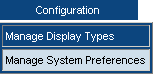 Configuration
Manage Display Types
Manage System Preferences